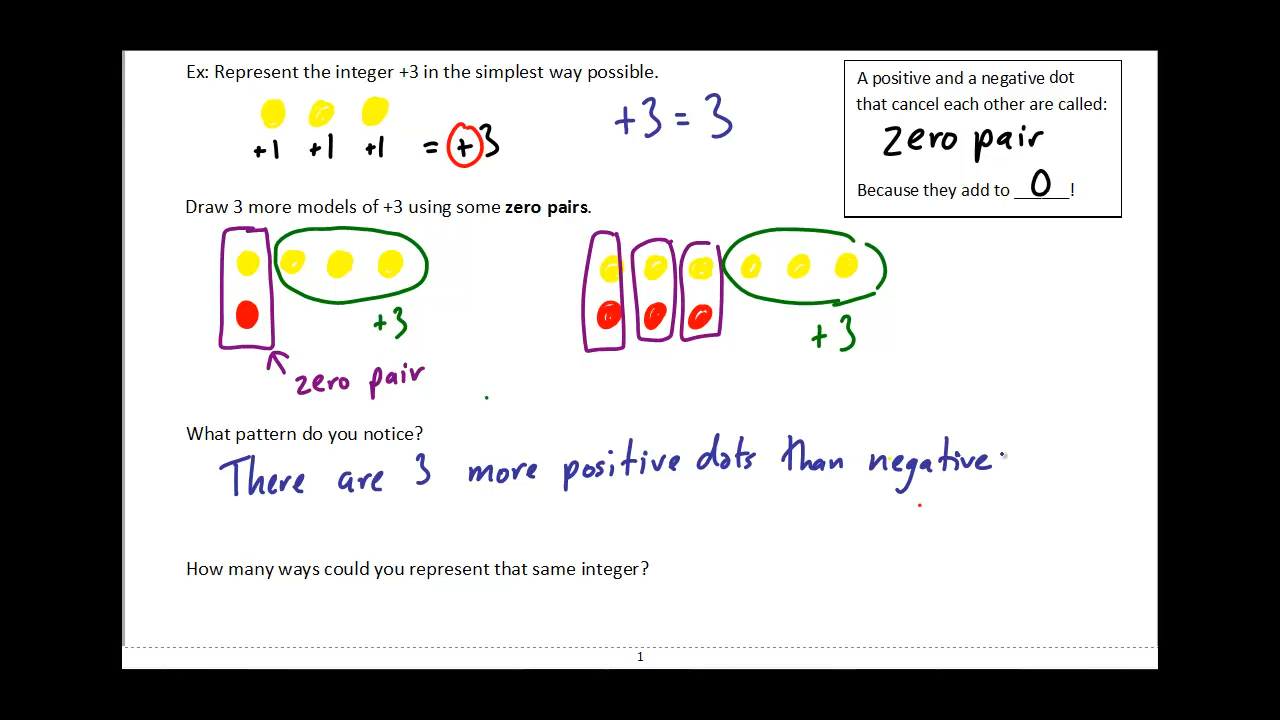 Ex: Represent the integer +3 in the simplest way possible.
+1 +1 +1 = +3
+3 = 3
A positive and a negative dot
that cancel each other are called:
zero pair
Because they add to __0__!
Draw 3 more models of +3 using some zero pairs.
+3
zero pair
+3
What pattern do you notice?
There are 3 more positive dots than negative
How many ways could you represent that same integer?
1